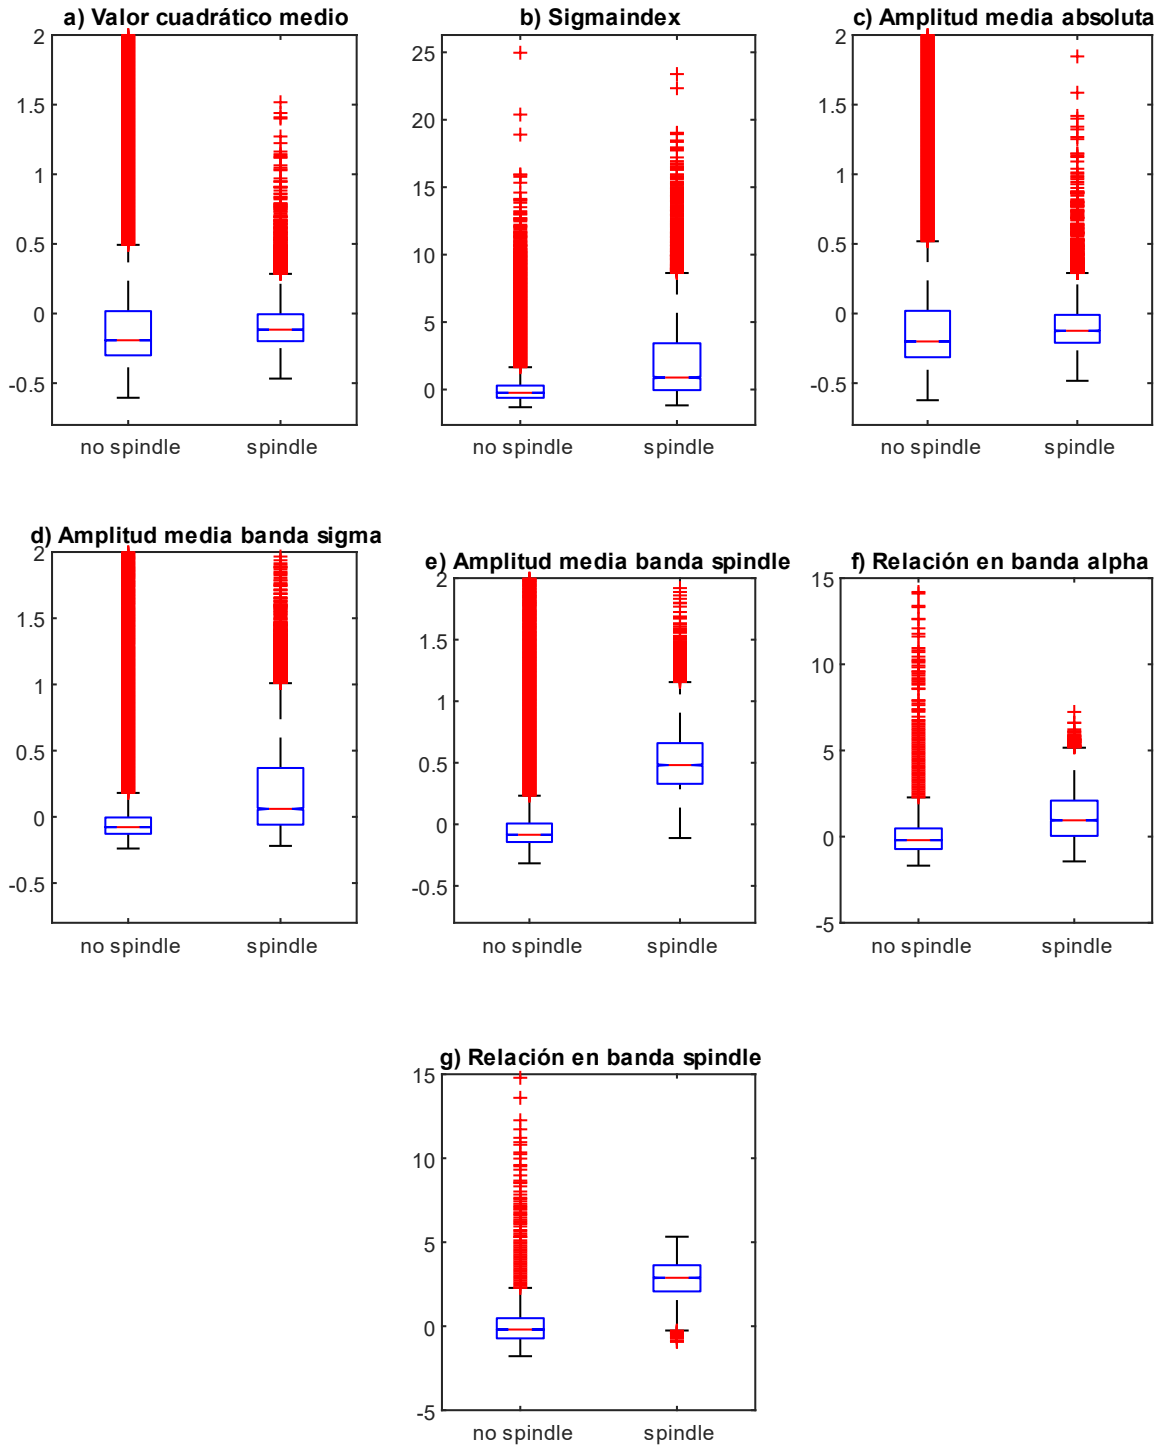 a) Valor cuadrático medio
b) Sigmaindex
c) Amplitud media absoluta
2
1.5
1
0.5
0
-0.5
no spindle
spindle
25
20
15
10
5
0
no spindle
spindle
2
1.5
1
0.5
0
-0.5
no spindle
spindle
d) Amplitud media banda sigma
e) Amplitud media banda spindle
f) Relación en banda alpha
2
1.5
1
0.5
0
-0.5
no spindle
spindle
2
1.5
1
0.5
0
-0.5
no spindle
spindle
15
10
5
0
-5
no spindle
spindle
g) Relación en banda spindle
15
10
5
0
-5
no spindle
spindle